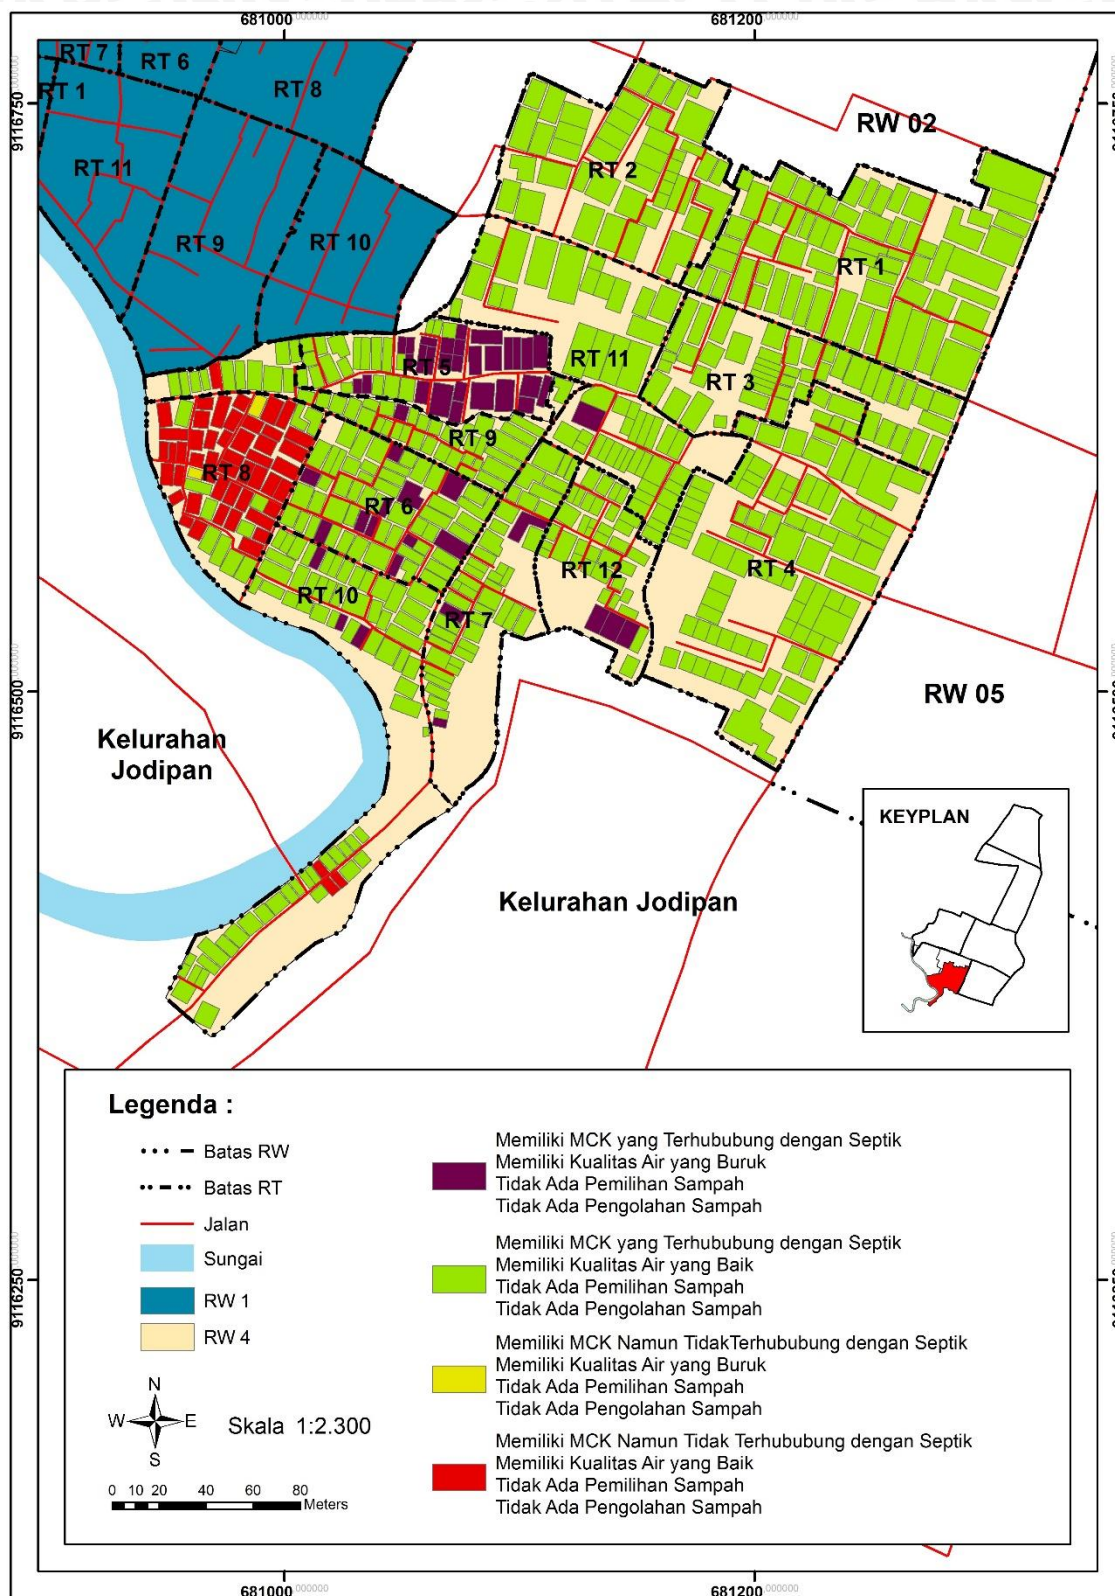 681000 000000
681200 000000
9116750
RT 7
RT 6
RT 8
RT 1
RT 11
RT 9
RT 10
RW 02
RT 2
RT 1
RT 5
RT 11
RT 3
RT 9
RT 8
RT 6
RT 10
RT 12
RT 4
RT 7
9116500
RW 05
Kelurahan
Jodipan
Kelurahan Jodipan
KEYPLAN
Legenda :
Batas RW
Batas RT
Jalan
Sungai
RW 1
RW 4
N
W E
S
Skala 1:2.300
0 10 20 40 60 80
Meters
Memiliki MCK yang Terhububung dengan Septik
Memiliki Kualitas Air yang Buruk
Tidak Ada Pemilihan Sampah
Tidak Ada Pengolahan Sampah
Memiliki MCK yang Terhububung dengan Septik
Memiliki Kualitas Air yang Baik
Tidak Ada Pemilihan Sampah
Tidak Ada Pengolahan Sampah
Memiliki MCK Namun TidakTerhububung dengan Septik
Memiliki Kualitas Air yang Buruk
Tidak Ada Pemilihan Sampah
Tidak Ada Pengolahan Sampah
Memiliki MCK Namun Tidak Terhububung dengan Septik
Memiliki Kualitas Air yang Baik
Tidak Ada Pemilihan Sampah
Tidak Ada Pengolahan Sampah
9116250
681000 000000
681200 000000